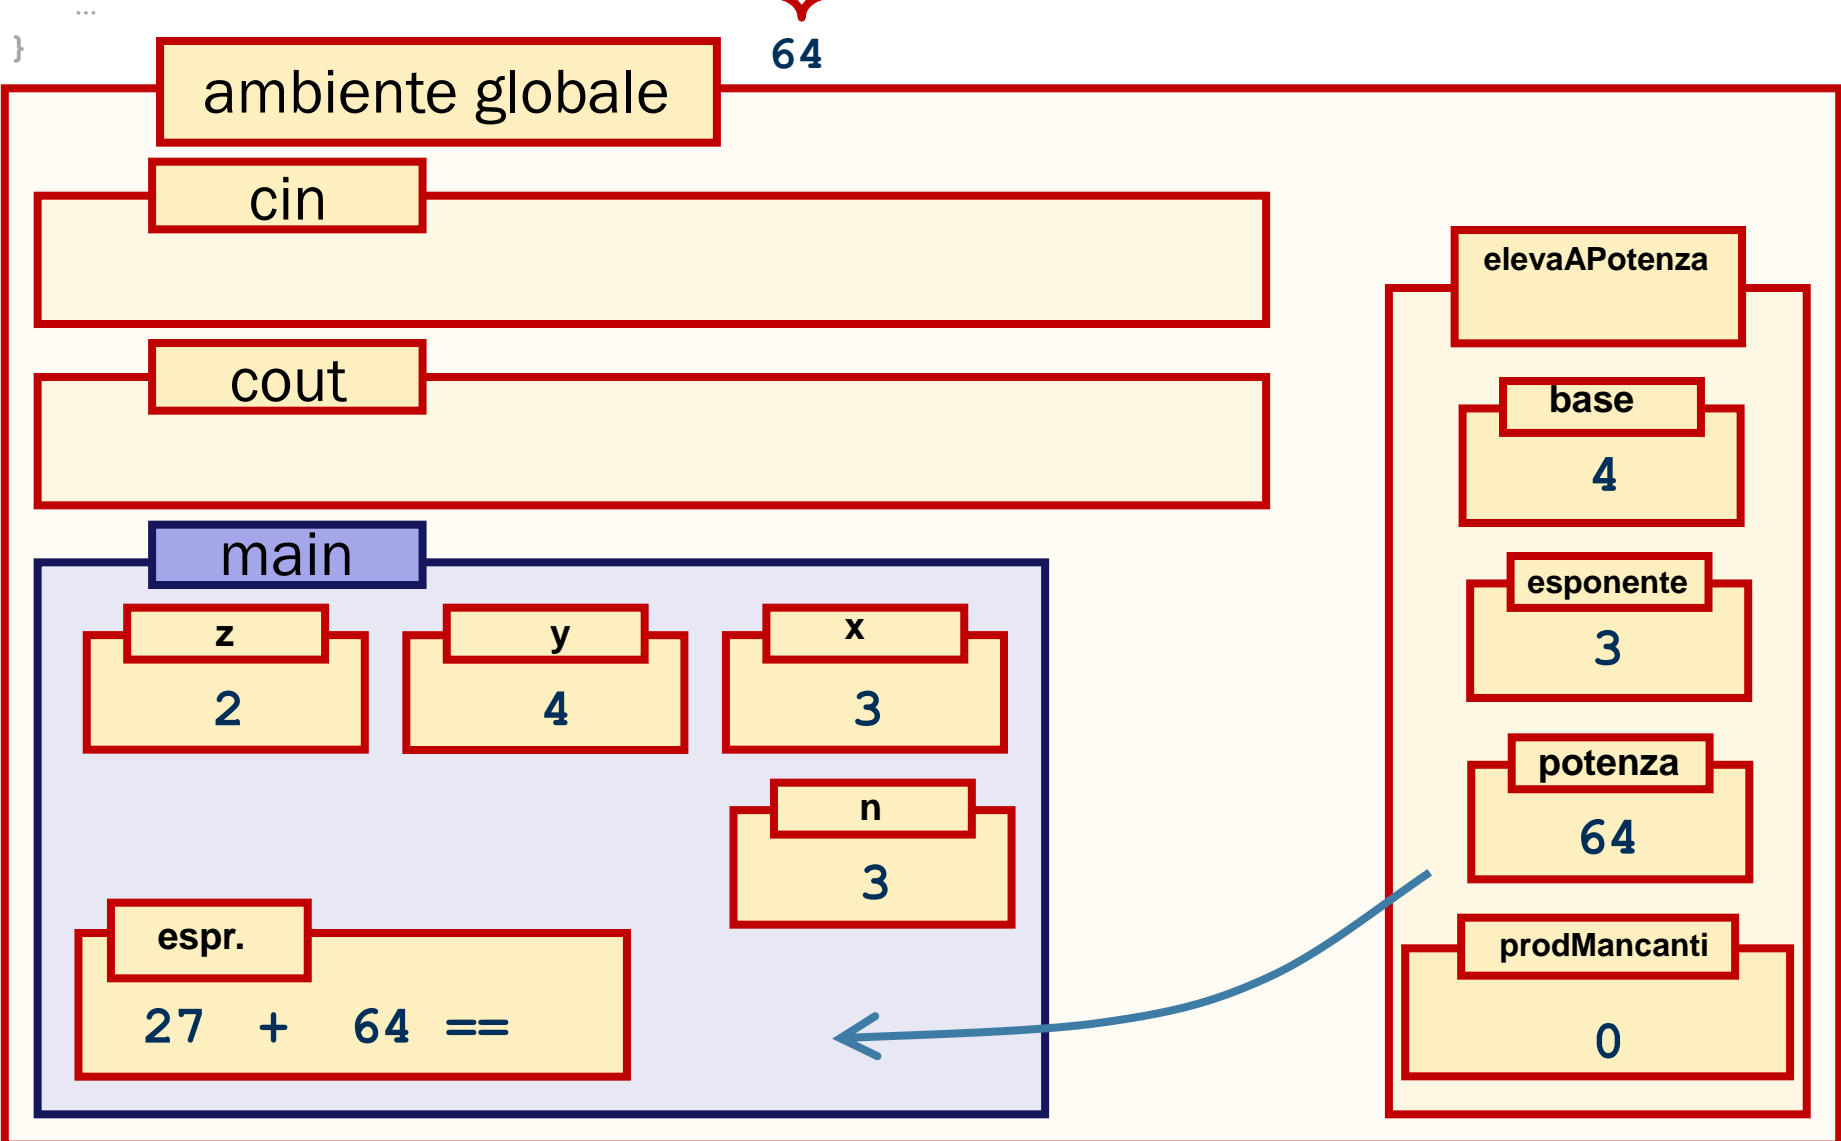 ...
}
64
ambiente globale
cin
cout
main
z
2
y
4
x
3
n
3
espr.
27 + 64 ==
elevaAPotenza
base
4
esponente
3
potenza
64
prodMancanti
0